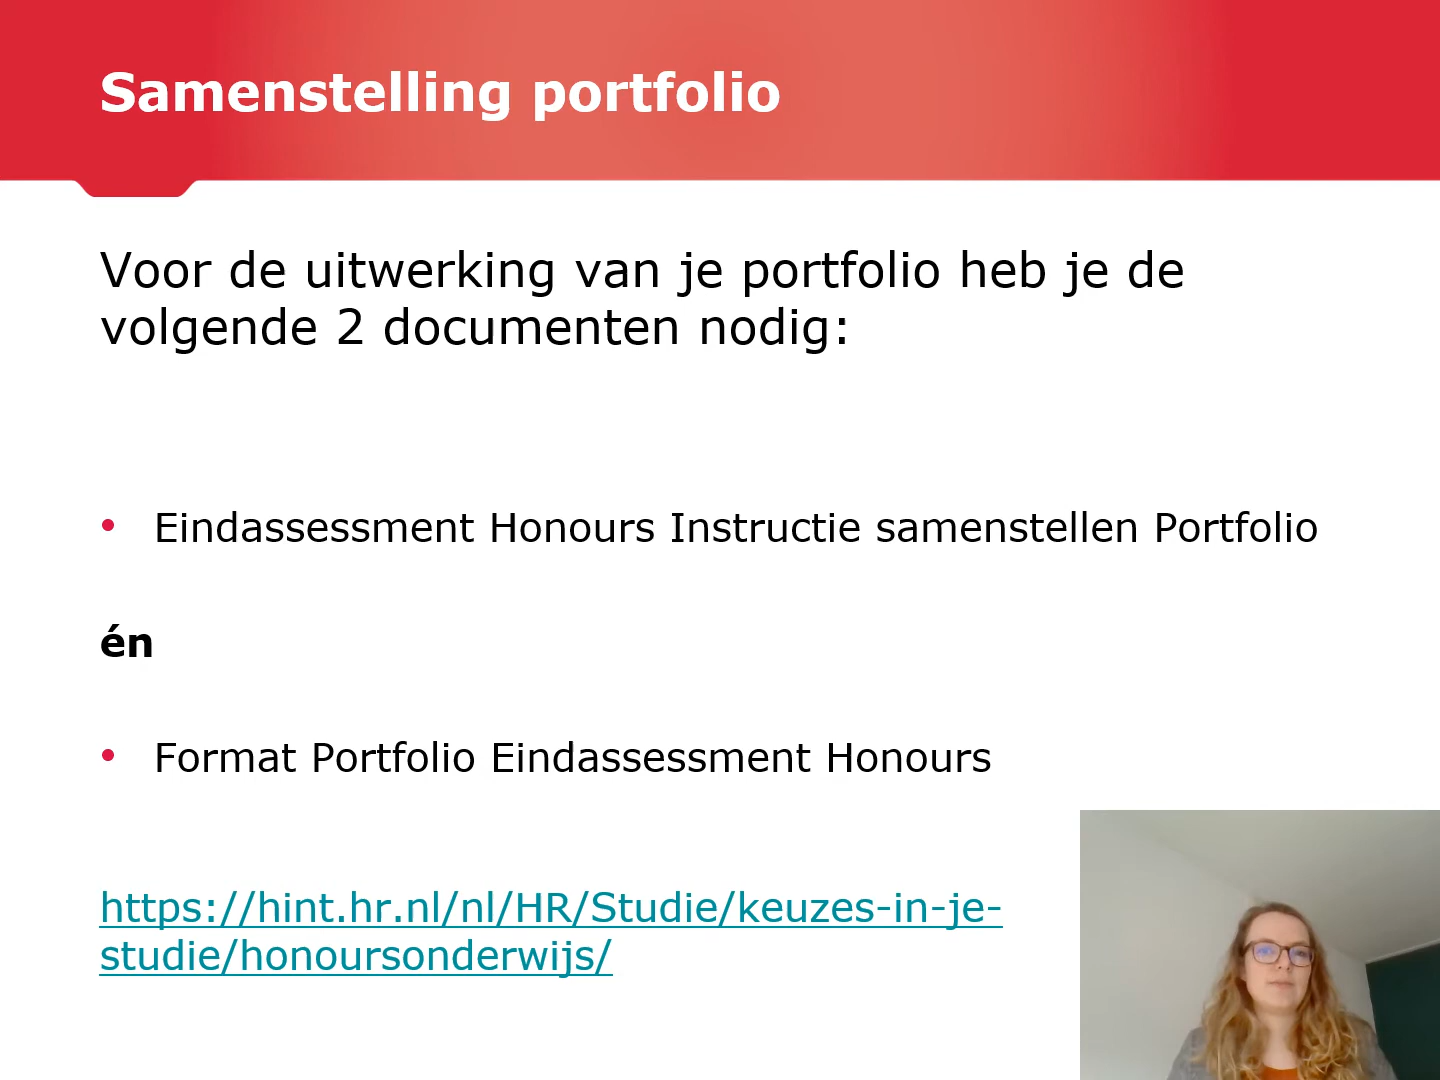 Samenstelling portfolio
Voor de uitwerking van je portfolio heb je de
volgende 2 documenten nodig:
• Eindassessment Honours Instructie samenstellen Portfolio
én
• Format Portfolio Eindassessment Honours
https://hint.hr.nl/nl/HR/Studie/keuzes-in-je-
studie/honoursonderwijs/